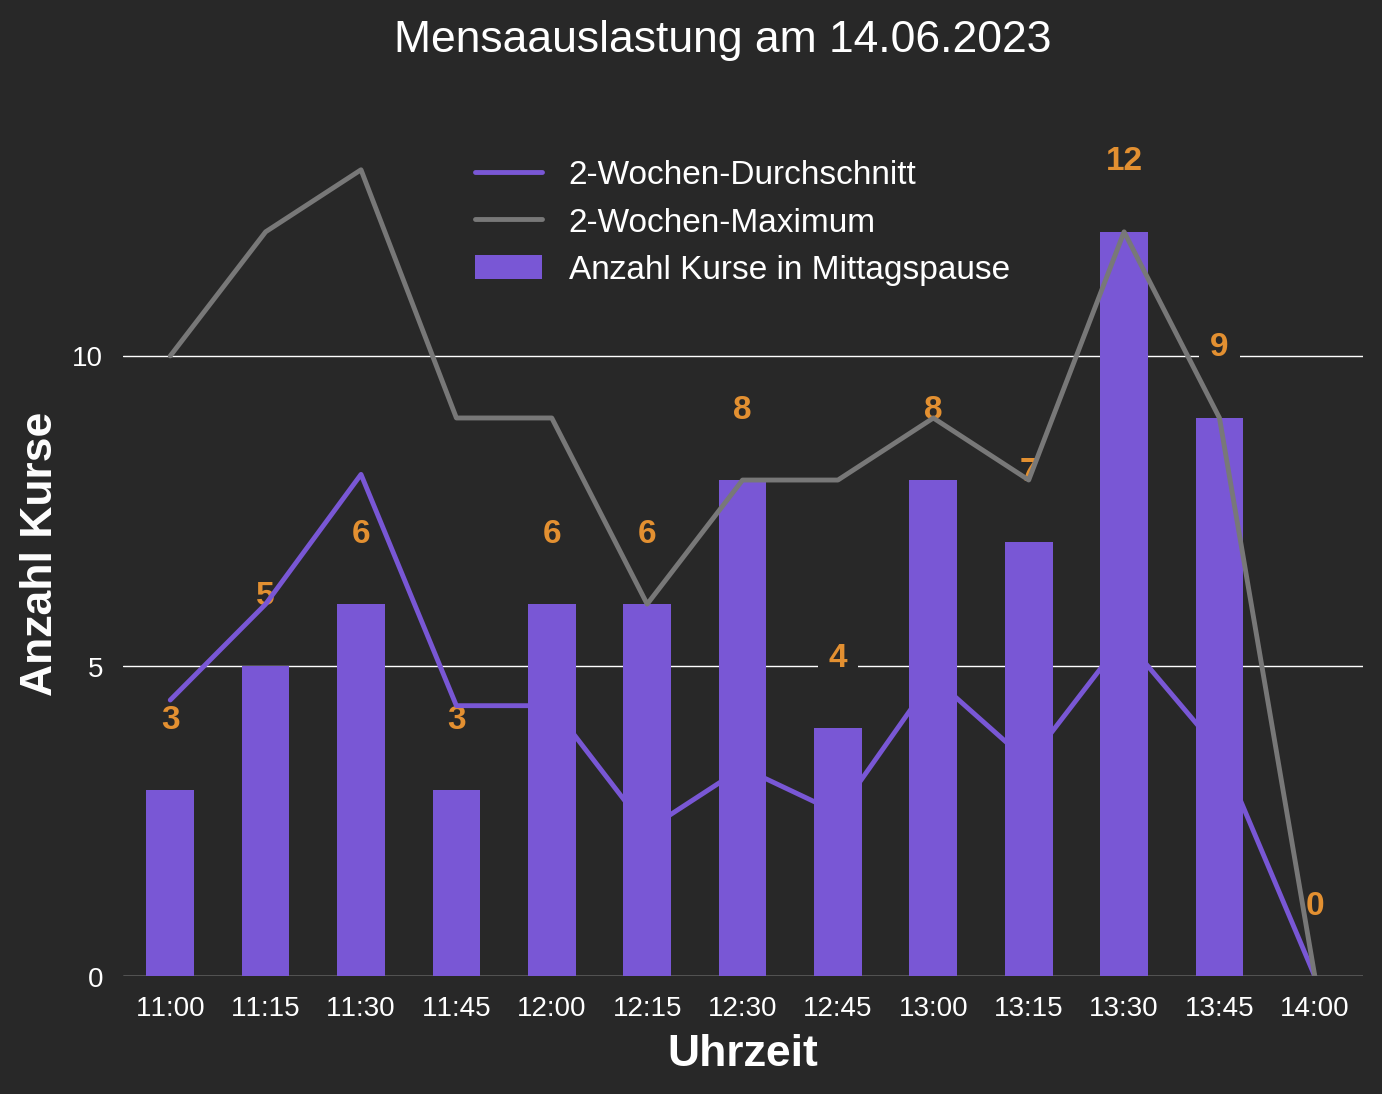 Mensaauslastung am 14.06.2023
2-Wochen-Durchschnitt
2-Wochen-Maximum
Anzahl Kurse in Mittagspause
Anzahl Kurse
10
5
0
3
5
6
3
6
6
8
4
8
7
12
9
0
11:00 11:15 11:30 11:45 12:00 12:15 12:30 12:45 13:00 13:15 13:30 13:45 14:00
Uhrzeit